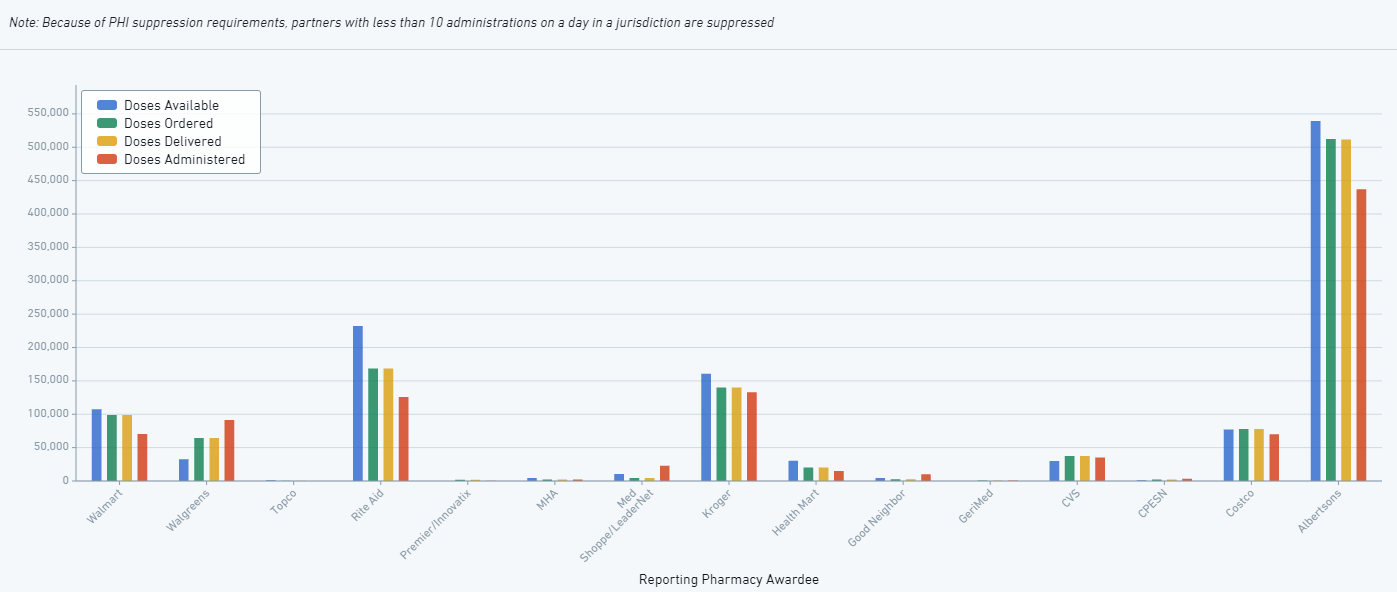 Note: Because of PHI suppression requirements, partners with less than 10 administrations on a day in a jurisdiction are suppressed
Doses Available
Doses Ordered
Doses Delivered
Doses Administered
550,000
500,000
450,000
400,000
350,000
300,000
250,000
200,000
150,000
100,000
50,000
0
Walmart
Walgreens
Topco
Rite Aid
Premier/Innovatix
MHA
Med
Shoppe/LeaderNet
Kroger
Health Mart
Good Neighbor
GeriMed
CVS
CPESN
Costco
Albertsons
Reporting Pharmacy Awardee